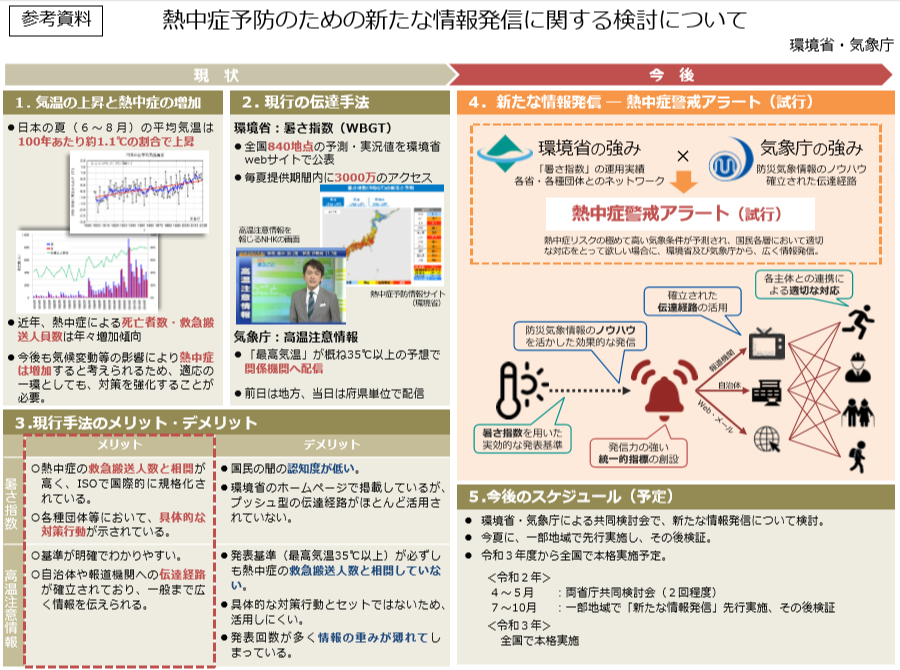 参考資料
熱中症予防のための新たな情報発信に関する検討について
環境省・気象庁
現 状
今 後
1．気温の上昇と熱中症の増加
●日本の夏（６～８月）の平均気温は
100年あたり約1.1℃の割合で上昇
●近年、熱中症による死亡者数・救急搬
送人員数は年々増加傾向
●今後も気候変動等の影響により熱中症
は増加すると考えられるため、適応の
一環としても、対策を強化することが
必要。
2．現行の伝達手法
環境省：暑さ指数（WBGT）
●全国840地点の予測・実況値を環境省
webサイトで公表
●毎夏提供期間内に3000万のアクセス
高温注意情報を
報じるNHKの画面
高温注意情報
熱中症予防情報サイト
（環境省）
気象庁：高温注意情報
●「最高気温」が概ね35℃以上の予想で
関係機関へ配信
●前日は地方、当日は府県単位で配信
3.現行手法のメリット・デメリット
メリット
デメリット
暑さ指数
○熱中症の救急搬送人数と相関が
高く、ISOで国際的に規格化さ
れている。
○各種団体等において、具体的な
対策行動が示されている。
●国民の間の認知度が低い。
●環境省のホームページで掲載しているが、
プッシュ型の伝達経路がほとんど活用さ
れていない。
高温注意情報
○基準が明確でわかりやすい。
○自治体や報道機関への伝達経路
が確立されており、一般まで広
く情報を伝えられる。
●発表基準（最高気温35℃以上）が必ずし
も熱中症の救急搬送人数と相関していな
い。
●具体的な対策行動とセットではないため、
活用しにくい。
●発表回数が多く情報の重みが薄れてし
まっている。
4．新たな情報発信 ― 熱中症警戒アラート（試行）
環境省の強み
「暑さ指数」の運用実績
各省・各種団体とのネットワーク
×
気象庁の強み
防災気象情報のノウハウ
確立された伝達経路
熱中症警戒アラート（試行）
熱中症リスクの極めて高い気象条件が予測され、国民各層において適切
な対応をとって欲しい場合に、環境省及び気象庁から、広く情報発信。
各主体との連携に
よる適切な対応
確立された
伝達経路の活用
防災気象情報のノウハウ
を活かした効果的な発信
報道機関
自治体
Web・メール
暑さ指数を用いた
実効的な発表基準
発信力の強い
統一的指標の創設
5.今後のスケジュール（予定）
● 環境省・気象庁による共同検討会で、新たな情報発信について検討。
● 今夏に、一部地域で先行実施し、その後検証。
● 令和３年度から全国で本格実施予定。
＜令和２年＞
４～５月　：両省庁共同検討会（２回程度）
７～10月　：一部地域で「新たな情報発信」先行実施、その後検証
＜令和３年＞
全国で本格実施